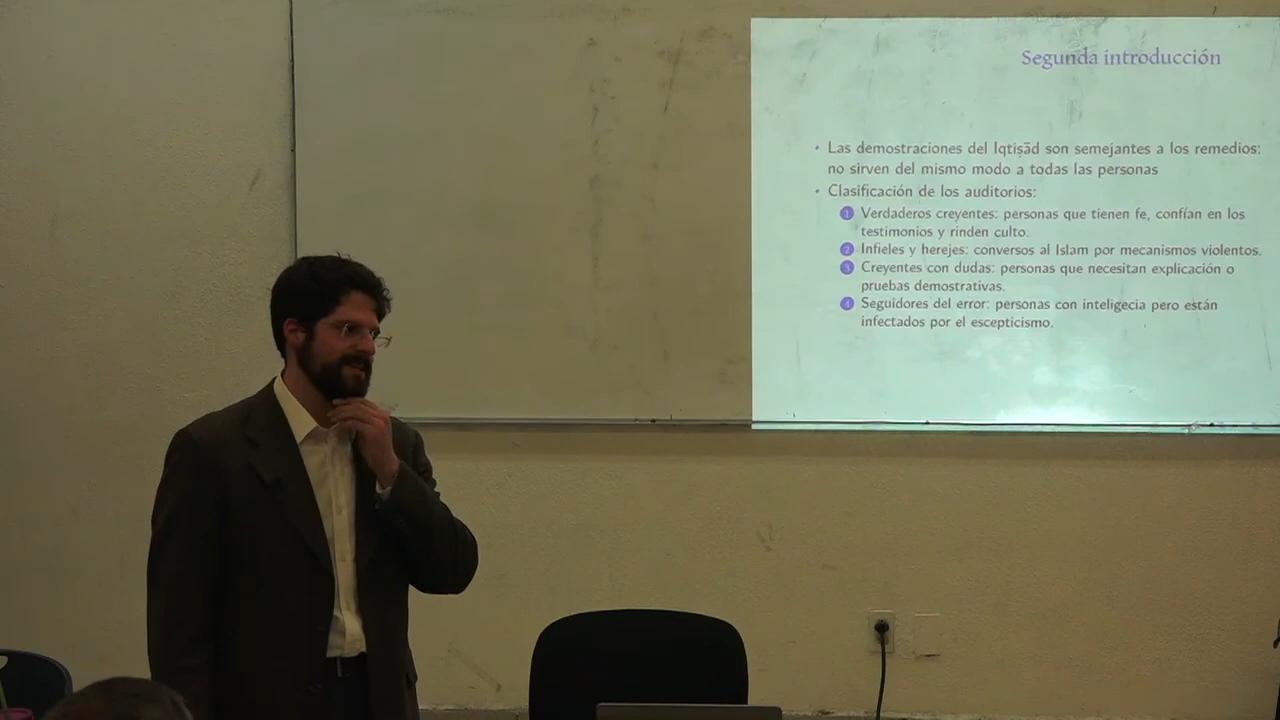 Segunda introducción
• Las demostraciones del Iqtiṣād son semejantes a los remedios:
no sirven del mismo modo a todas las personas
• Clasificación de los auditorios:
1 Verdaderos creyentes: personas que tienen fe, confían en los
testimonios y rinden culto.
2 Infieles y herejes: conversos al Islam por mecanismos violentos.
3 Creyentes con dudas: personas que necesitan explicación o
pruebas demostrativas.
4 Seguidores del error: personas con inteligecia pero están
infectados por el escepticismo.